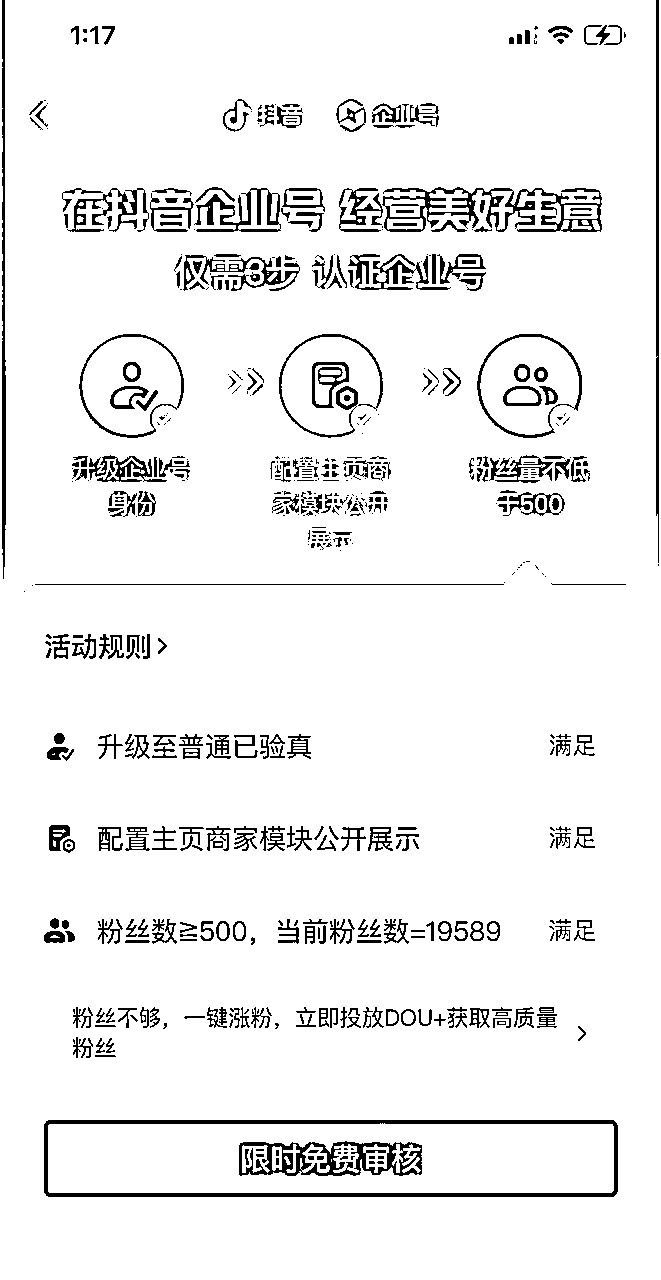 1:17
抖音 企业号
在抖音企业号 经营美好生意
仅需3步 认证企业号
升级企业号
身份
配置主页商
家模块公开
展示
粉丝量不低
于500
活动规则>
升级至普通已验真 满足
配置主页商家模块公开展示 满足
粉丝数≥500，当前粉丝数=19589 满足
粉丝不够，一键涨粉，立即投放DOU+获取高质量
粉丝
限时免费审核